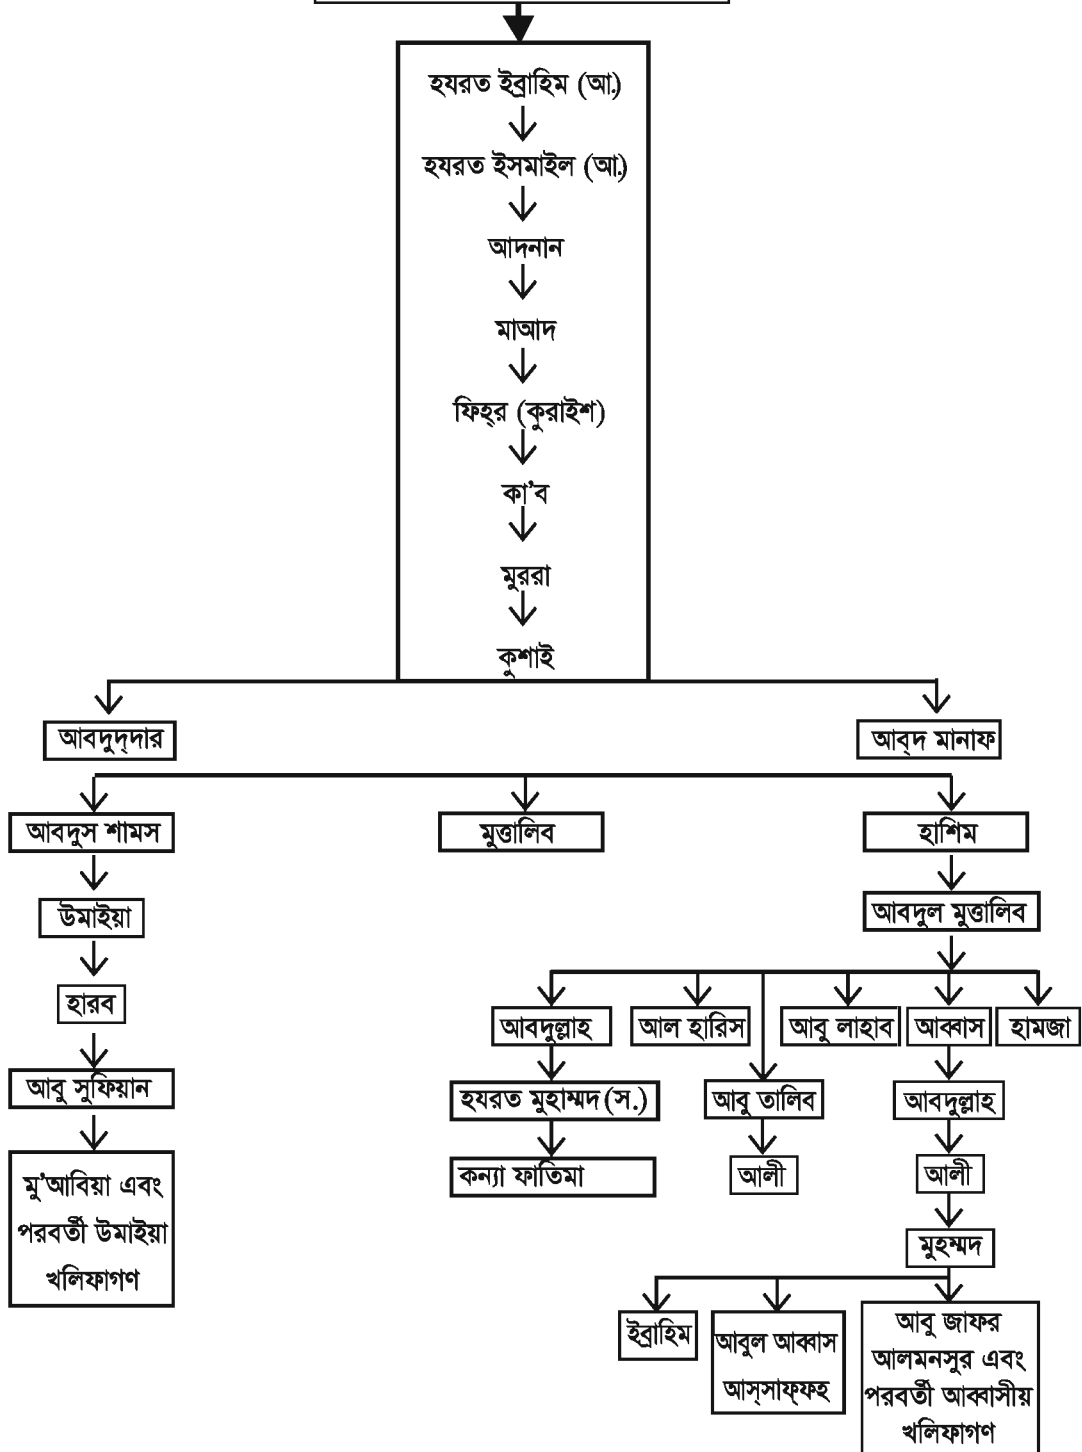 হযরত ইব্রাহিম (আ.)
হযরত ইসমাইল (আ.)
আদনান
মাআদ
ফিহ্‌র (কুরাইশ)
কা'ব
মুররা
কুশাই
আবদুদ্‌দার
আব্‌দ মানাফ
আবদুস শামস
মুত্তালিব
হাশিম
উমাইয়া
আবদুল মুত্তালিব
হারব
আবদুল্লাহ
আল হারিস
আবু লাহাব
আব্বাস
হামজা
আবু সুফিয়ান
হযরত মুহাম্মদ (স.)
আবু তালিব
আবদুল্লাহ
কন্যা ফাতিমা
আলী
আলী
মু'আবিয়া এবং
পরবর্তী উমাইয়া
খলিফাগণ
মুহম্মদ
ইব্রাহিম
আবুল আব্বাস
আস্‌সাফ্‌ফহ
আবু জাফর
আলমনসুর এবং
পরবর্তী আব্বাসীয়
খলিফাগণ